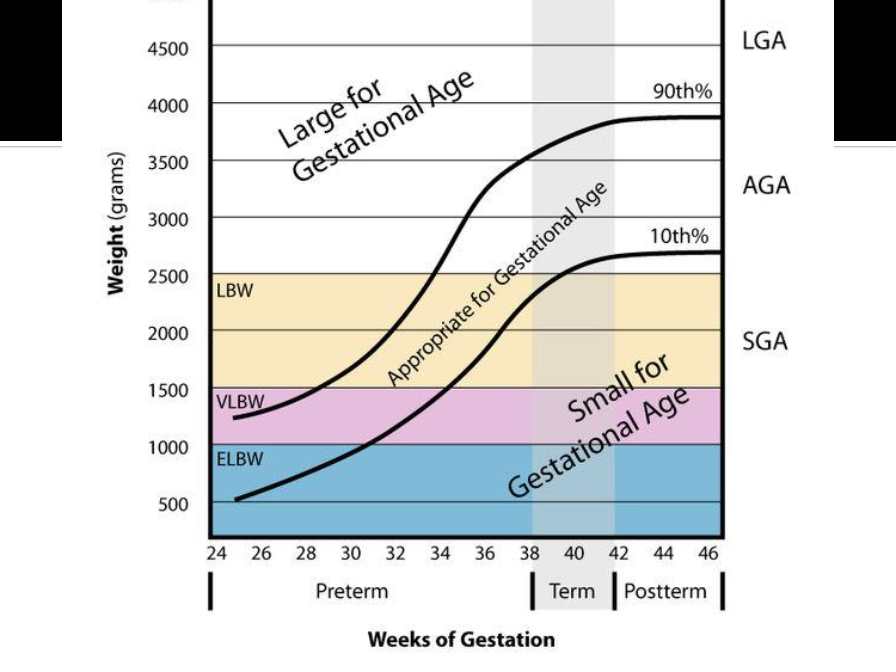 4500
LGA
4000
90th%
Large for
Gestational Age
3500
AGA
3000
10th%
Weight (grams)
Appropriate for Gestational Age
2500
LBW
2000
SGA
Small for
Gestational Age
1500
VLBW
1000
ELBW
500
24 26 28 30 32 34 36 38 40 42 44 46
Preterm Term Postterm
Weeks of Gestation